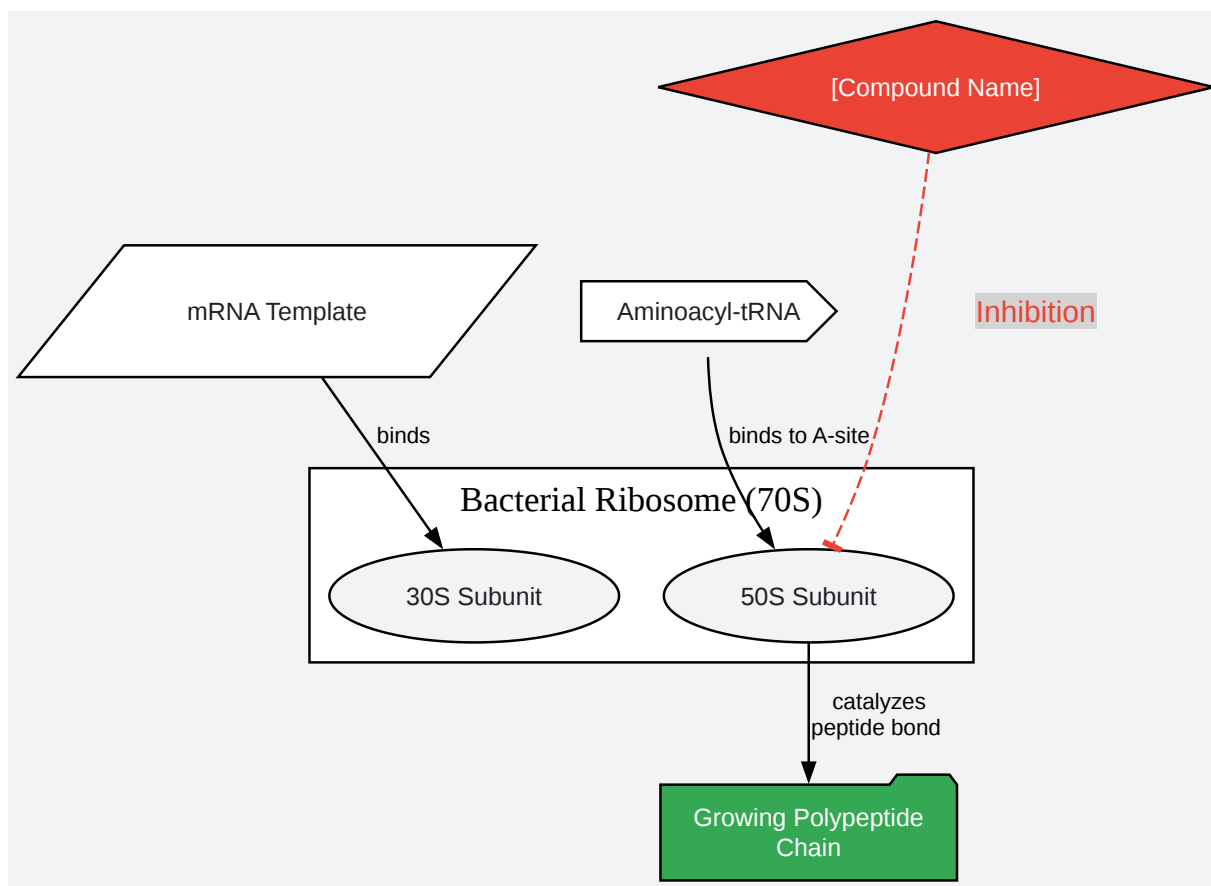 [Compound Name]
mRNA Template
Aminoacyl-tRNA
Inhibition
binds
binds to A-site
Bacterial Ribosome (70S)
30S Subunit
50S Subunit
catalyzes
peptide bond
Growing Polypeptide
Chain